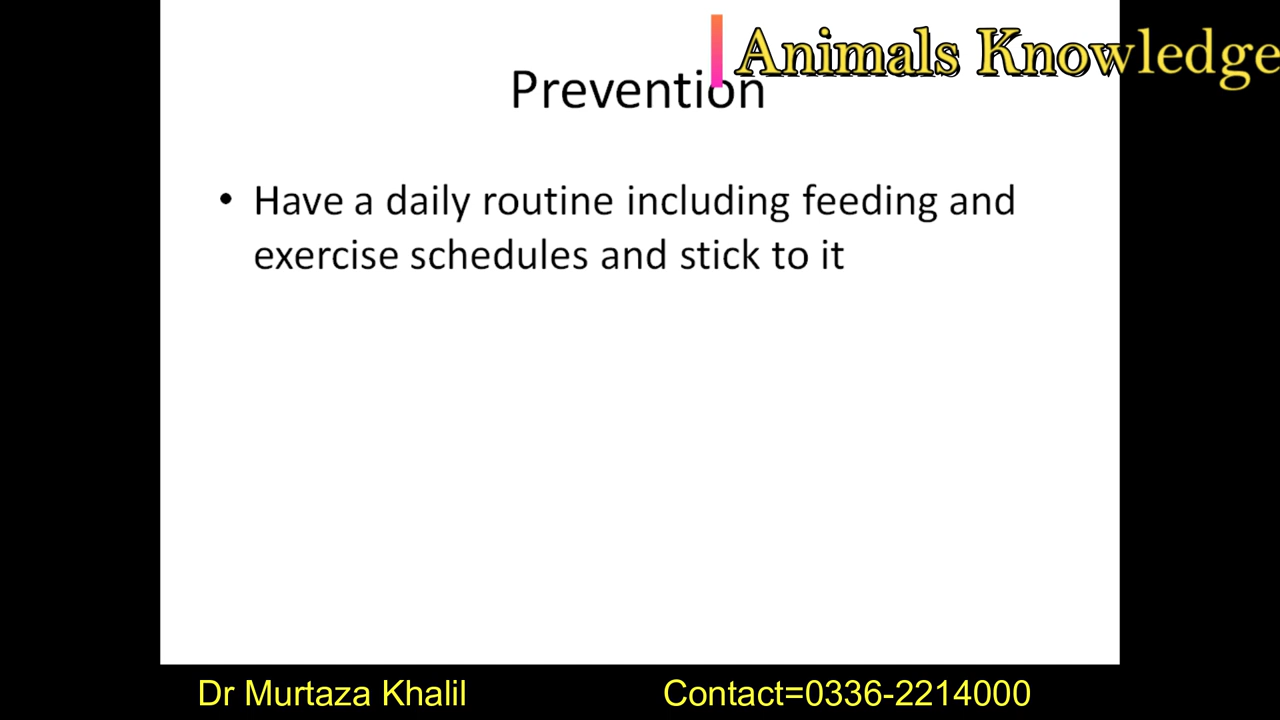 Animals Knowledge
Prevention
• Have a daily routine including feeding and
exercise schedules and stick to it
Dr Murtaza Khalil
Contact=0336-2214000